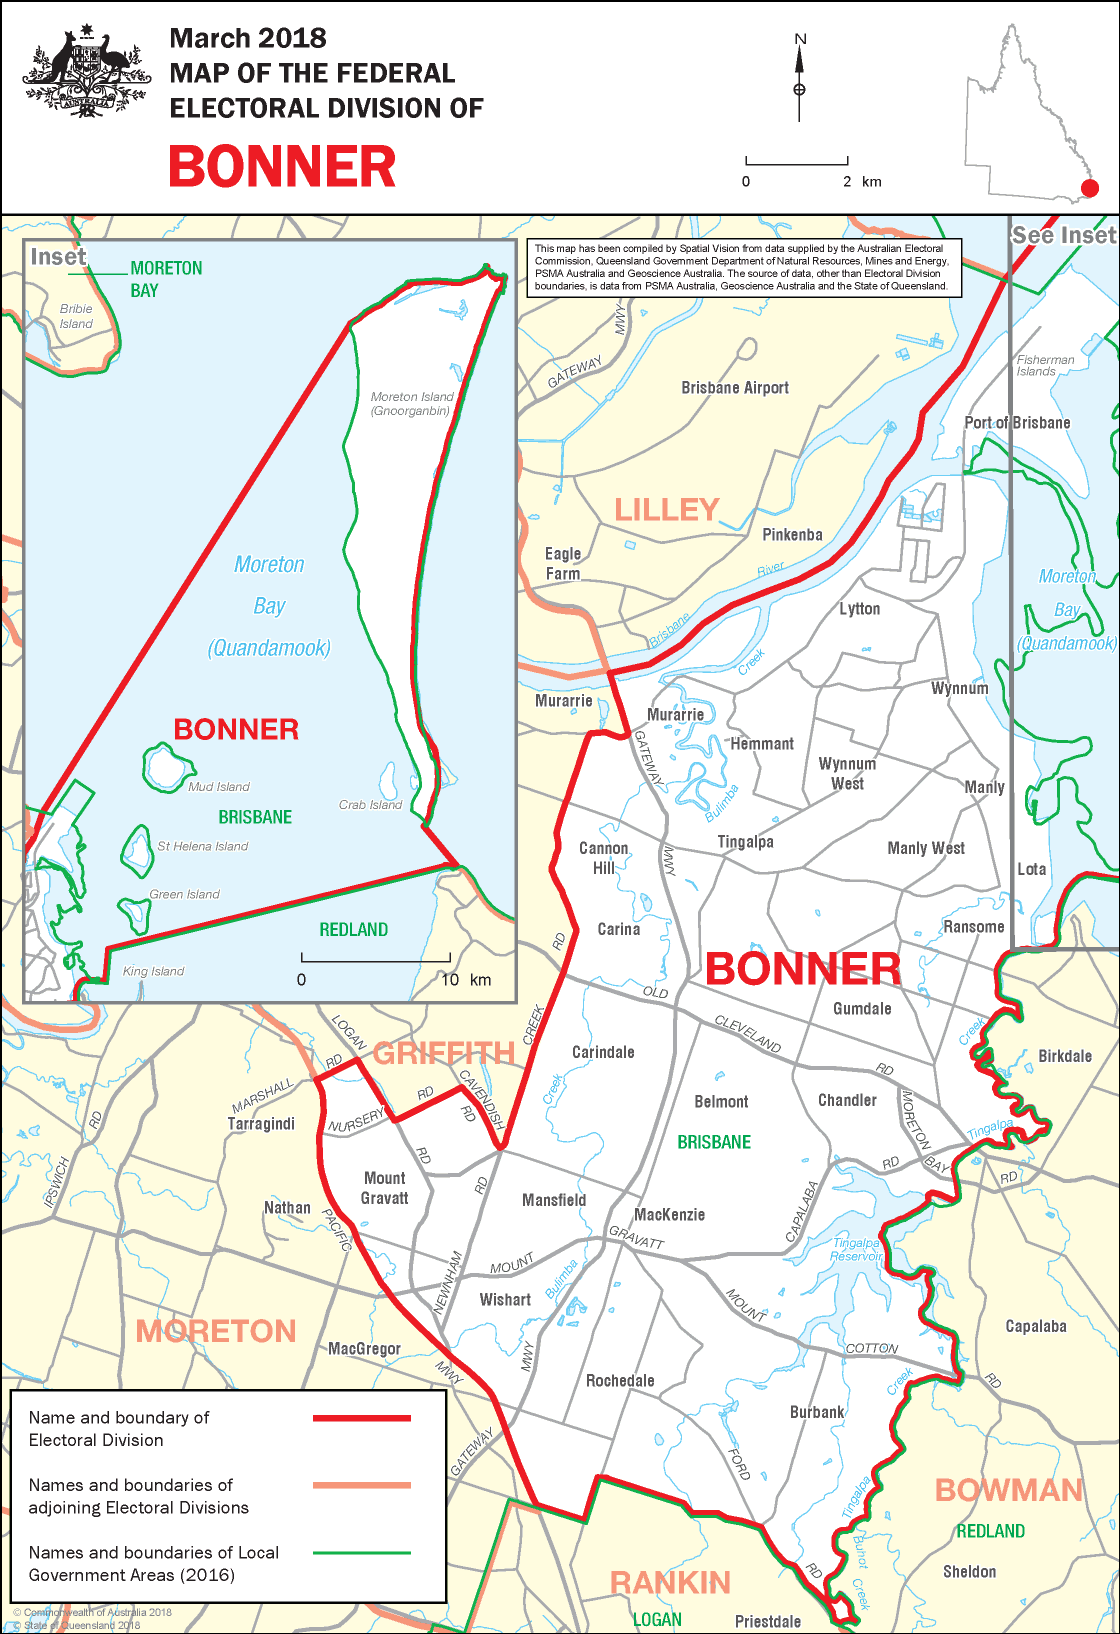 March 2018
MAP OF THE FEDERAL
ELECTORAL DIVISION OF
BONNER
AUSTRALIA
N
0 2 km
See Inset
Inset
MORETON
BAY
Bribie
Island
Moreton Island
(Gnoorganbin)
Moreton
Bay
(Quandamook)
BONNER
Mud Island
Crab Island
BRISBANE
St Helena Island
Green Island
REDLAND
King Island
0 10 km
This map has been compiled by Spatial Vision from data supplied by the Australian Electoral
Commission, Queensland Government Department of Natural Resources, Mines and Energy,
PSMA Australia and Geoscience Australia. The source of data, other than Electoral Division
boundaries, is data from PSMA Australia, Geoscience Australia and the State of Queensland.
GATEWAY
MWY
Brisbane Airport
Fisherman
Islands
Port of Brisbane
LILLEY
Pinkenba
Eagle
Farm
River
Brisbane
Moreton
Bay
(Quandamook)
Lytton
Creek
Wynnum
Murarrie
Murarrie
Hemmant
GATEWAY
Wynnum
West
Manly
Bulimba
Tingalpa
Cannon
Hill
MWY
Manly West
Lota
Carina
Ransome
RD
BONNER
OLD
Gumdale
CREEK
CLEVELAND
Creek
LOGAN
RD
GRIFFITH
Carindale
Birkdale
RD
CAVENDISH
RD
Creek
RD
Belmont
Chandler
MORETON
MARSHALL
RD
Tarragindi
NURSERY
BRISBANE
Tingalpa
IPSWICH
RD
RD
BAY
RD
Mount
Gravatt
Mansfield
MacKenzie
CAPALABA
Nathan
PACIFIC
GRAVATT
Tingalpa
Reservoir
MOUNT
NEWNHAM
Bulimba
Wishart
MOUNT
MORETON
Capalaba
MacGregor
MWY
MWY
COTTON
RD
Rochedale
Creek
Burbank
GATEWAY
FORD
BOWMAN
Tingalpa
REDLAND
Buhot
Creek
Sheldon
RD
RANKIN
LOGAN
Priestdale
Name and boundary of
Electoral Division
Names and boundaries of
adjoining Electoral Divisions
Names and boundaries of Local
Government Areas (2016)
© Commonwealth of Australia 2018
© State of Queensland 2018